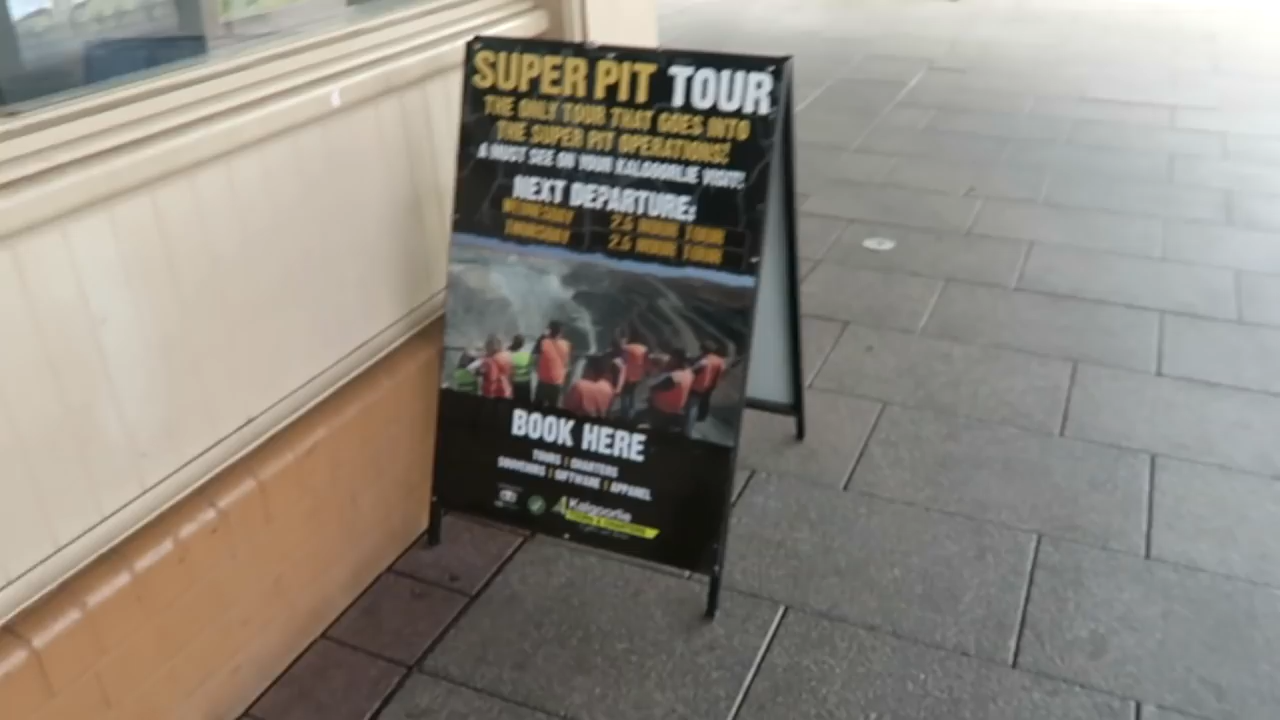 SUPER PIT TOUR
THE ONLY TOUR THAT GOES INTO
THE SUPER PIT OPERATIONS!
A MUST SEE ON YOUR KALGOORLIE VISIT!
NEXT DEPARTURE:
WEDNESDAY 2.5 HOUR TOUR
THURSDAY 2.5 HOUR TOUR
BOOK HERE
TOURS | CHARTERS
SOUVENIRS | GIFTWARE | APPAREL
Kalgoorlie
TOURS & CHARTERS